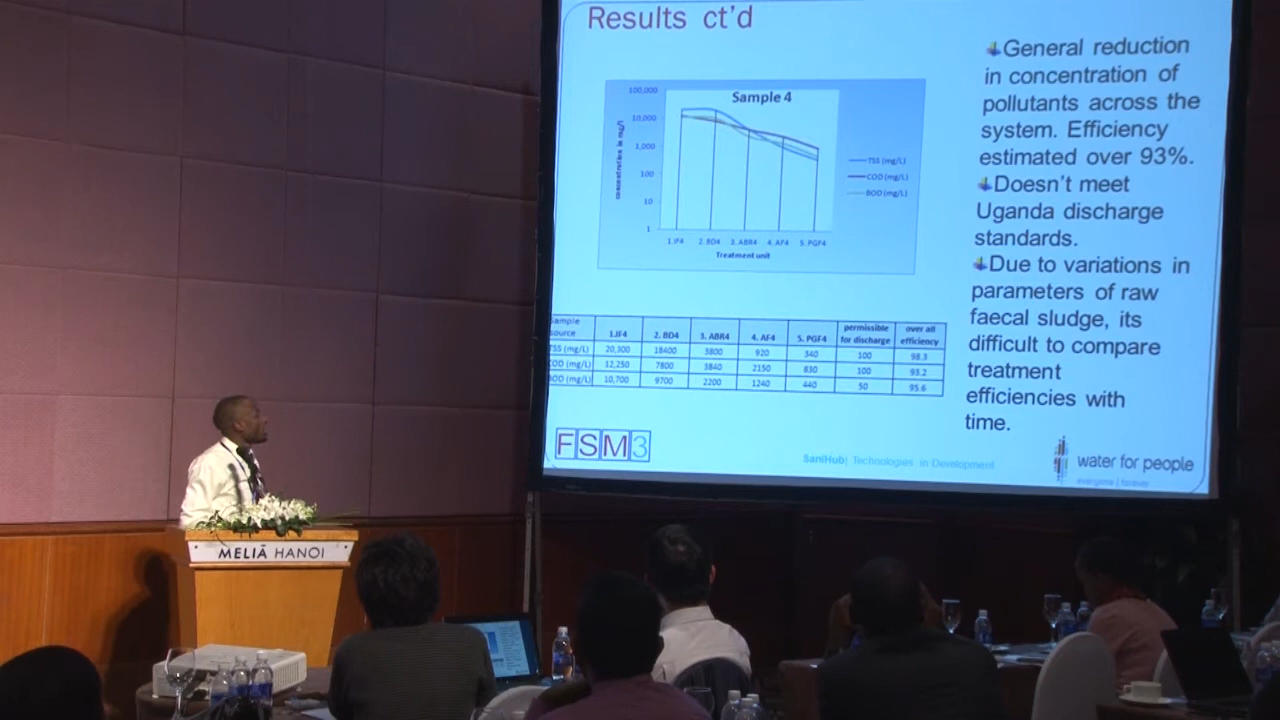 Results ct'd
General reduction
in concentration of
pollutants across the
system. Efficiency
estimated over 93%.
Doesn't meet
Uganda discharge
standards.
Due to variations in
parameters of raw
faecal sludge, its
difficult to compare
treatment
efficiencies with
time.
Sample 4
100,000
10,000
1,000
100
10
1
concentration in mg/l
1.IF4 2. BD4 3. ABR4 4. AF4 5. PGF4
Treatment unit
TSS (mg/L)
COD (mg/L)
BOD (mg/L)
Sample source 1.IF4 2. BD4 3. ABR4 4. AF4 5. PGF4 permissible for discharge over all efficiency
TSS (mg/L) 20,300 18400 3800 920 340 100 98.3
COD (mg/L) 12,250 7800 3840 2150 830 100 93.2
BOD (mg/L) 10,700 9700 2200 1240 440 50 95.6
FSM3
SaniHub| Technologies in Development
water for people
everyone | forever
MELIÃ HANOI